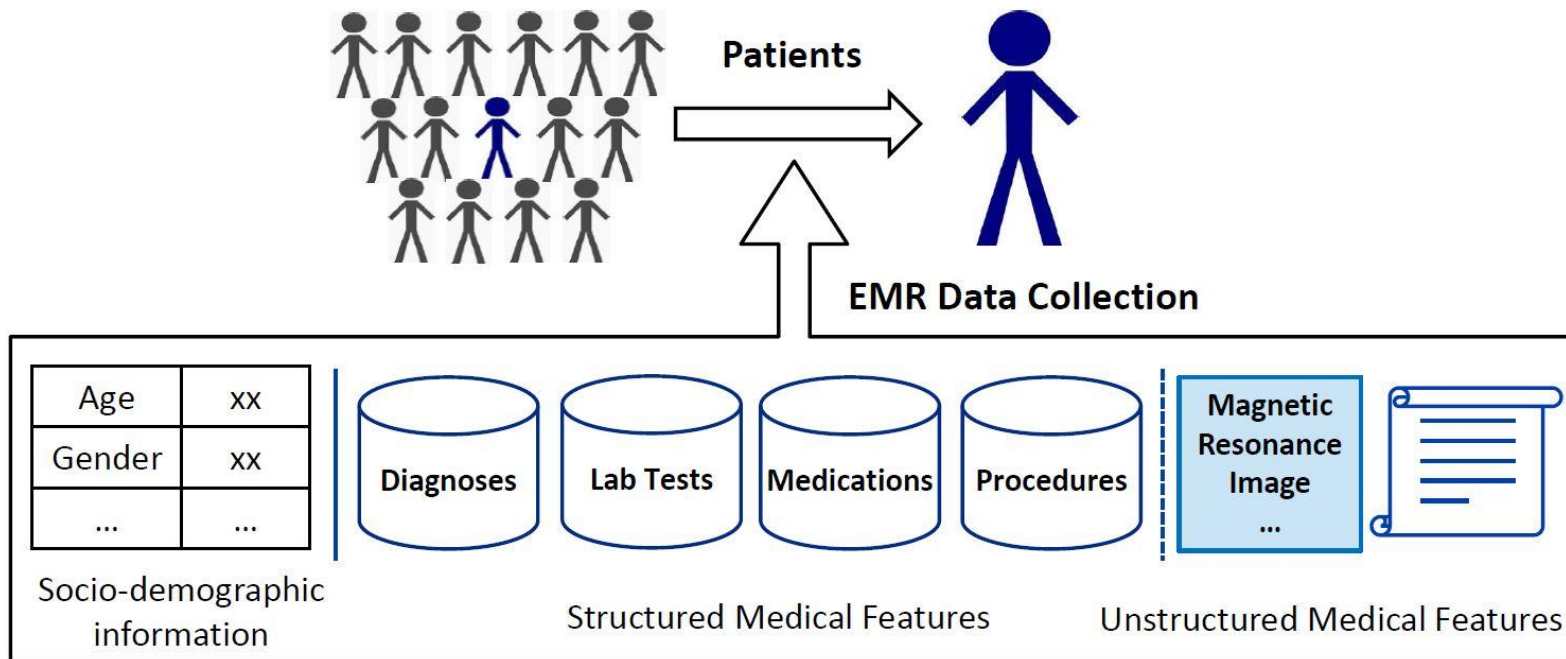 Patients
EMR Data Collection
Age xx
Gender xx
... ...
Socio-demographic
information
Diagnoses
Lab Tests
Medications
Procedures
Structured Medical Features
Magnetic
Resonance
Image
...
Unstructured Medical Features